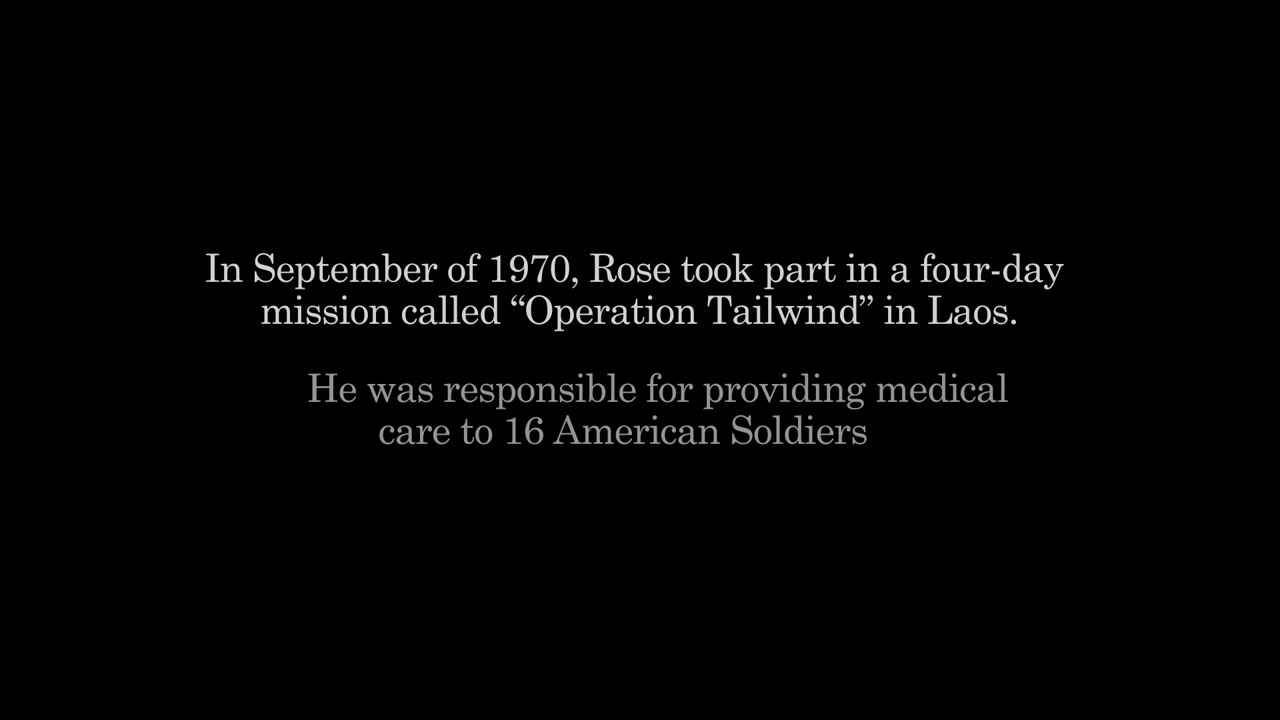 In September of 1970, Rose took part in a four-day
mission called “Operation Tailwind” in Laos.
He was responsible for providing medical
care to 16 American Soldiers